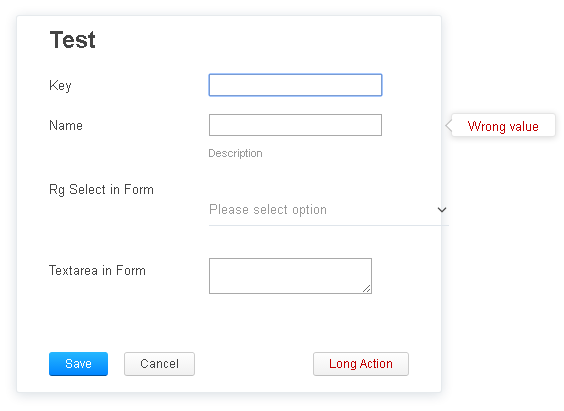 Test
Key
Name
Wrong value
Description
Rg Select in Form
Please select option
Textarea in Form
Save Cancel Long Action